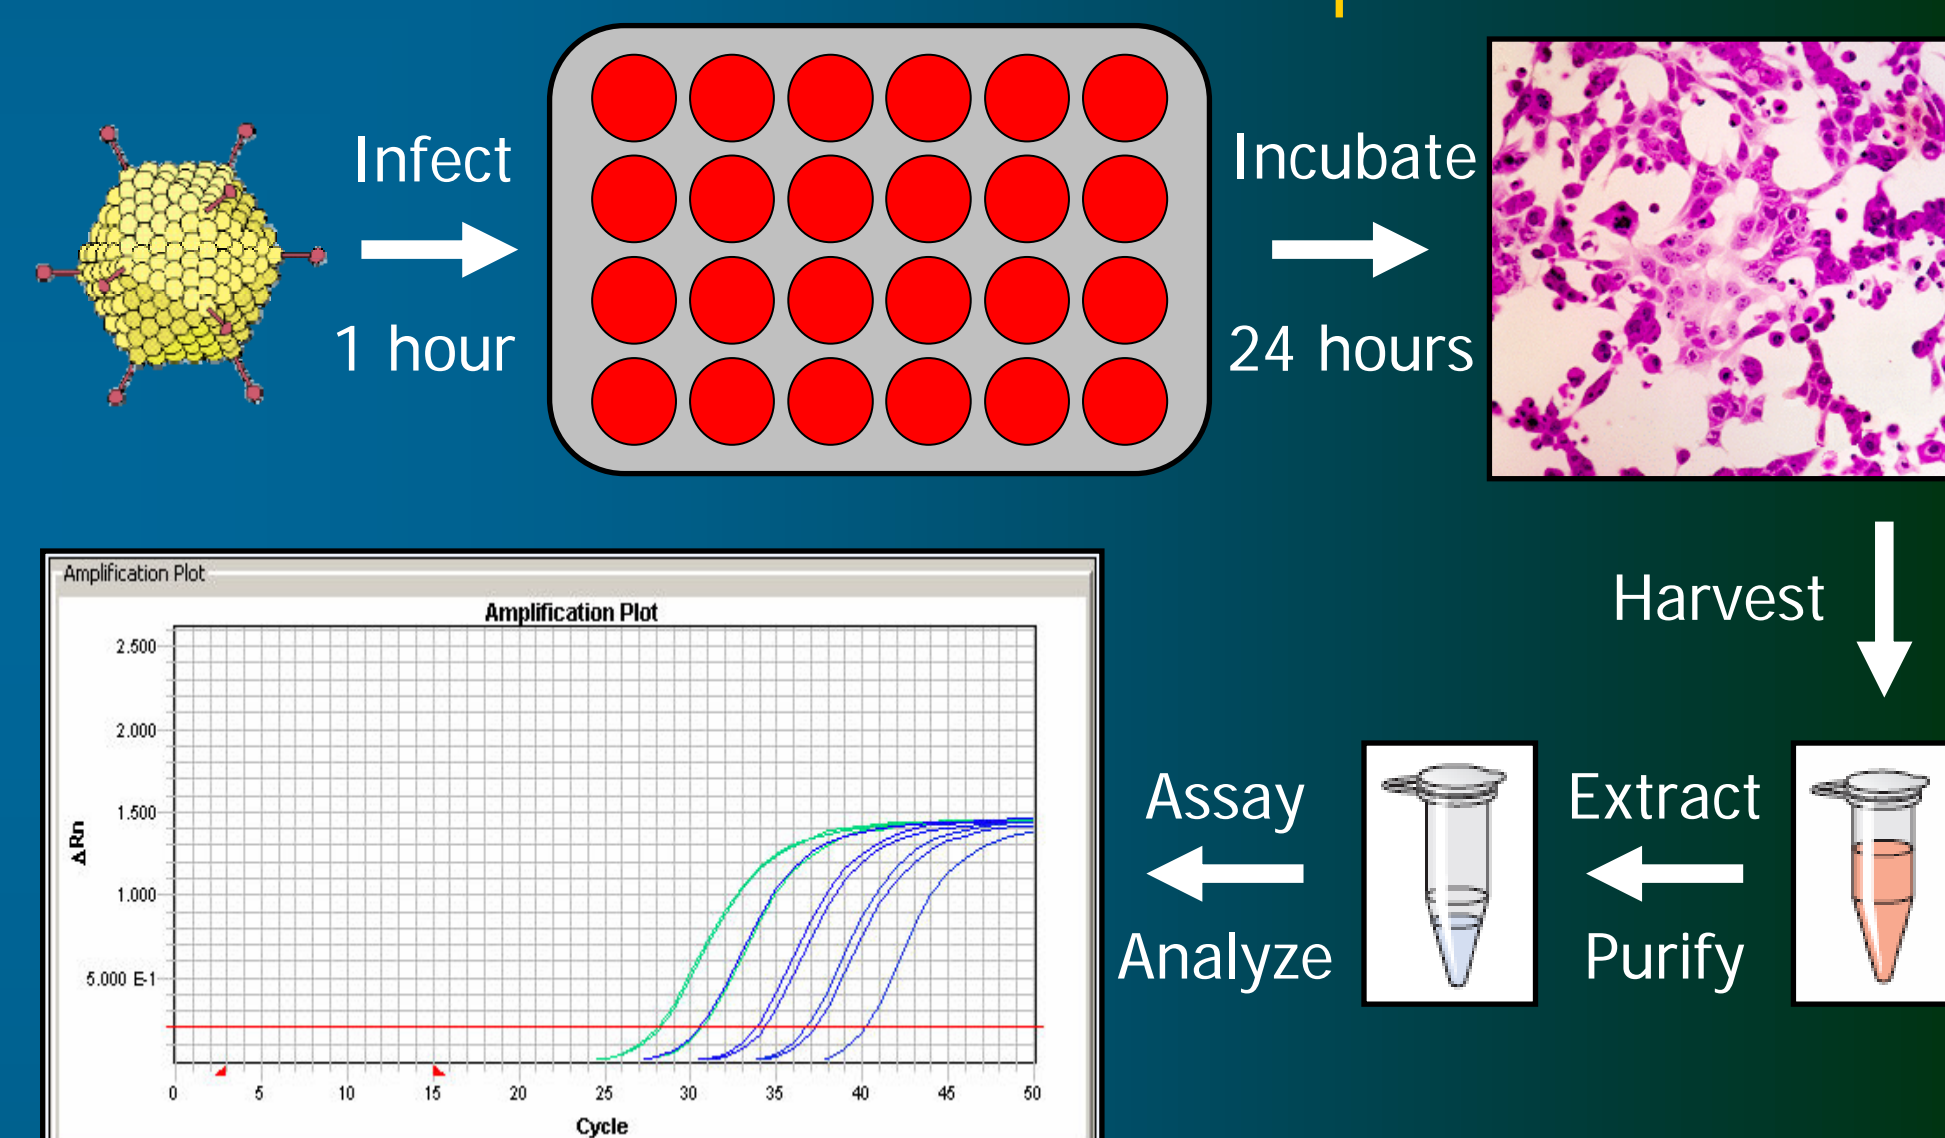 Infect
1 hour
Incubate
24 hours
Harvest
Extract
Purify
Assay
Analyze
Amplification Plot
Amplification Plot
2.500
2.000
1.500
1.000
5.000 E-1
ΔRn
0 5 10 15 20 25 30 35 40 45 50
Cycle